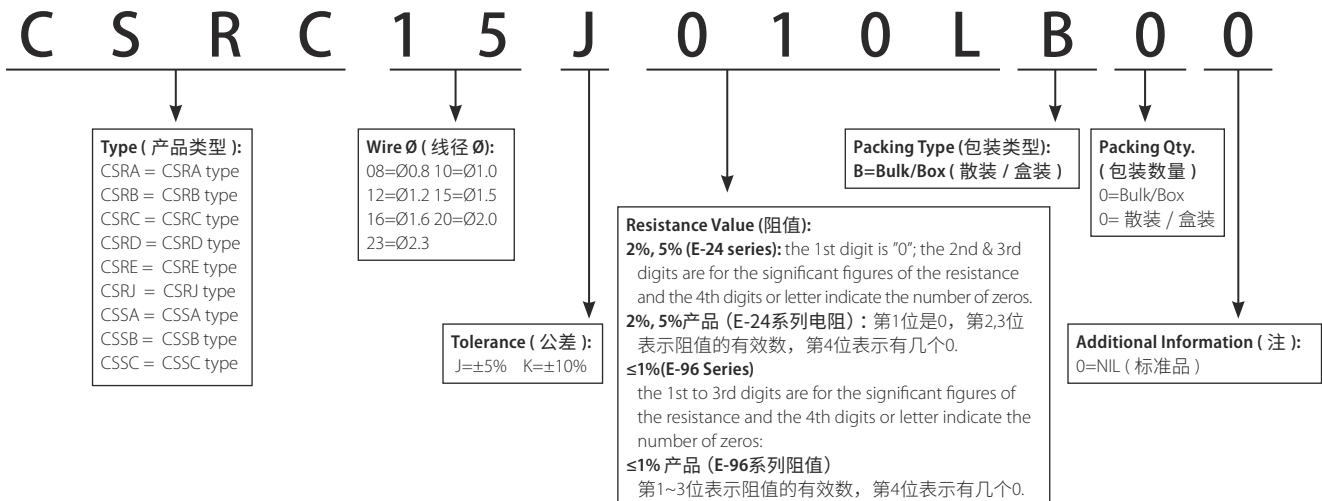 C S R C 1 5 J 0 1 0 L B 0 0
Type ( 产品类型 ):
CSRA = CSRA type
CSRB = CSRB type
CSRC = CSRC type
CSRD = CSRD type
CSRE = CSRE type
CSRJ = CSRJ type
CSSA = CSSA type
CSSB = CSSB type
CSSC = CSSC type
Wire Ø ( 线径 Ø):
08=Ø0.8 10=Ø1.0
12=Ø1.2 15=Ø1.5
16=Ø1.6 20=Ø2.0
23=Ø2.3
Tolerance ( 公差 ):
J=±5% K=±10%
Resistance Value (阻值):
2%, 5% (E-24 series): the 1st digit is "0"; the 2nd & 3rd
digits are for the significant figures of the resistance
and the 4th digits or letter indicate the number of zeros.
2%, 5%产品（E-24系列电阻）：第1位是0，第2,3位
表示阻值的有效数，第4位表示有几个0.
≤1%(E-96 Series)
the 1st to 3rd digits are for the significant figures of
the resistance and the 4th digits or letter indicate the
number of zeros:
≤1% 产品（E-96系列阻值）
第1~3位表示阻值的有效数，第4位表示有几个0.
Packing Type (包装类型):
B=Bulk/Box ( 散装 / 盒装 )
Packing Qty.
( 包装数量 )
0=Bulk/Box
0= 散装 / 盒装
Additional Information ( 注 ):
0=NIL ( 标准品 )